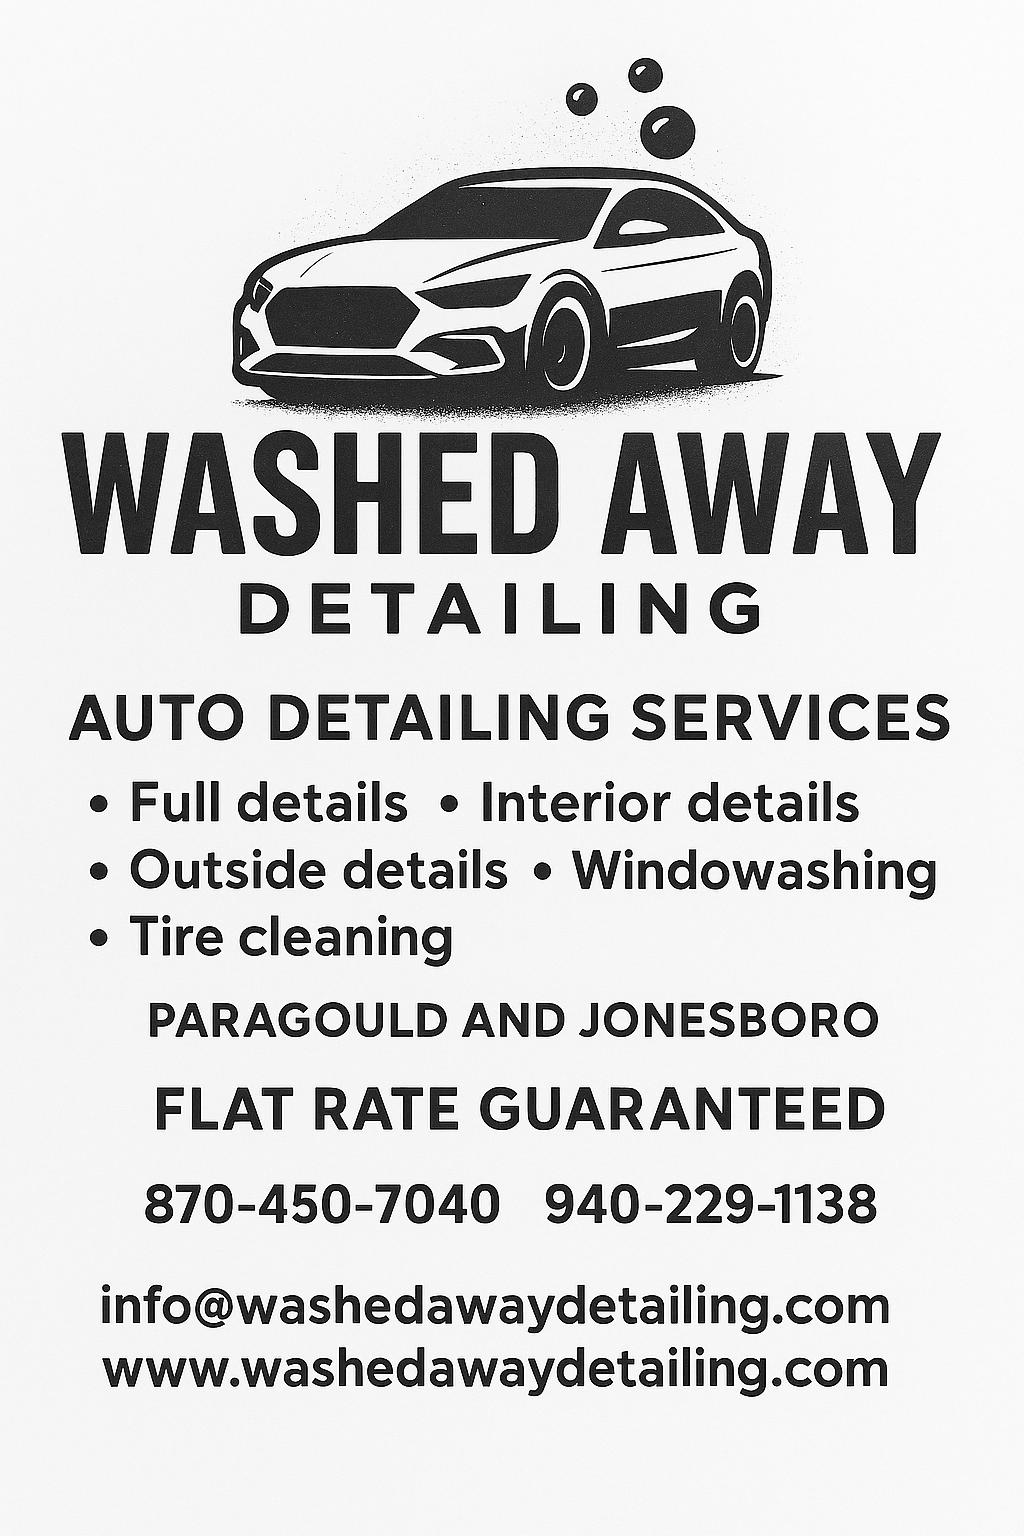 WASHED AWAY
DETAILING
AUTO DETAILING SERVICES
• Full details • Interior details
• Outside details • Windowashing
• Tire cleaning
PARAGOULD AND JONESBORO
FLAT RATE GUARANTEED
870-450-7040 940-229-1138
info@washedawaydetailing.com
www.washedawaydetailing.com